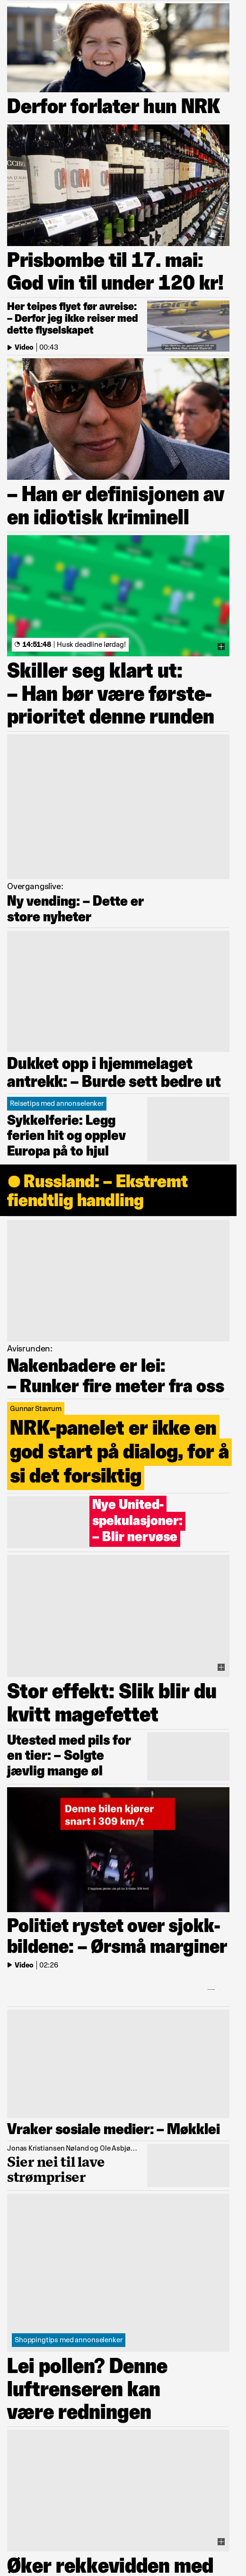 Derfor forlater hun NRK
Prisbombe til 17. mai:
God vin til under 120 kr!
Her teipes flyet før avreise:
– Derfor jeg ikke reiser med
dette flyselskapet
Video | 00:43
– Han er definisjonen av
en idiotisk kriminell
14:51:48 | Husk deadline lørdag!
Skiller seg klart ut:
– Han bør være første-
prioritet denne runden
Overgangslive:
Ny vending: – Dette er
store nyheter
Dukket opp i hjemmelaget
antrekk: – Burde sett bedre ut
Reisetips med annonselenker
Sykkelferie: Legg
ferien hit og opplev
Europa på to hjul
Russland: – Ekstremt
fiendtlig handling
Avisrunden:
Nakenbadere er lei:
– Runker fire meter fra oss
Gunnar Stavrum
NRK-panelet er ikke en
god start på dialog, for å
si det forsiktig
Nye United-
spekulasjoner:
– Blir nervøse
Stor effekt: Slik blir du
kvitt magefettet
Utested med pils for
en tier: – Solgte
jævlig mange øl
Denne bilen kjører
snart i 309 km/t
Politiet rystet over sjokk-
bildene: – Ørsmå marginer
Video | 02:26
Vraker sosiale medier: – Møkklei
Jonas Kristiansen Nøland og Ole Asbjø...
Sier nei til lave
strømpriser
Shoppingtips med annonselenker
Lei pollen? Denne
luftrenseren kan
være redningen
Øker rekkevidden med